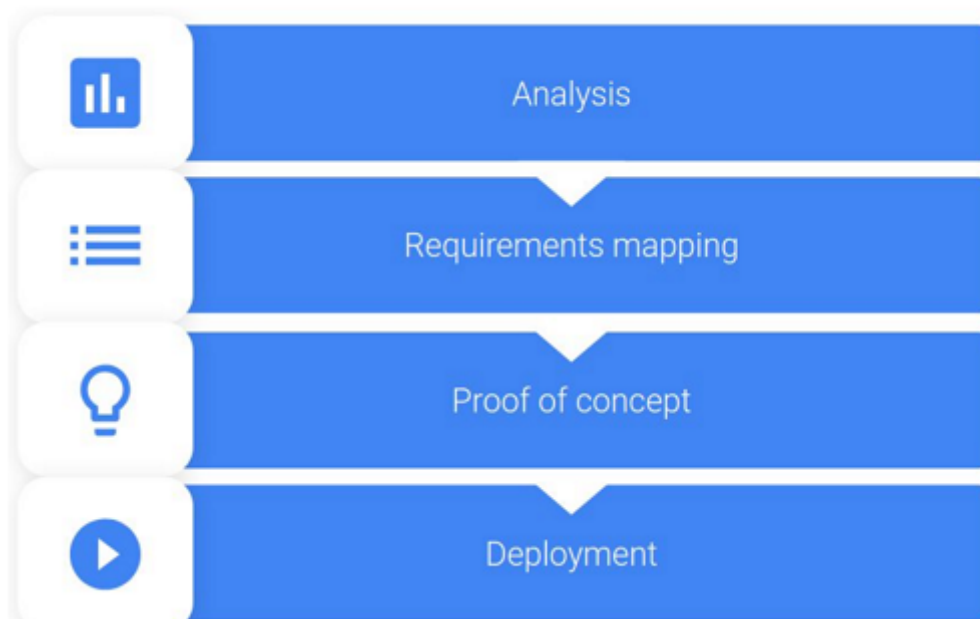 Analysis
Requirements mapping
Proof of concept
Deployment